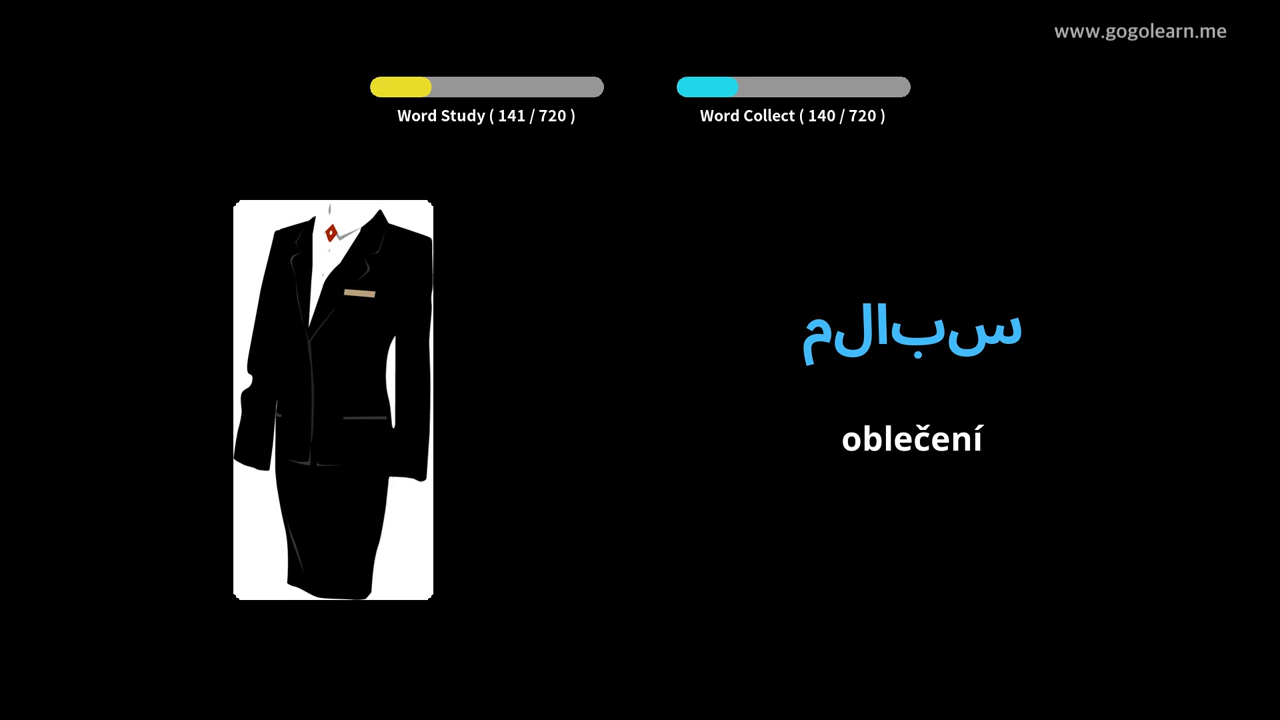 www.gogolearn.me
Word Study ( 141 / 720 )
Word Collect ( 140 / 720 )
ملابس
oblečení